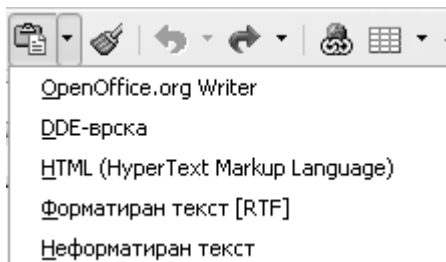 OpenOffice.org Writer
DDE-врска
HTML (HyperText Markup Language)
Форматиран текст [RTF]
Неформатиран текст